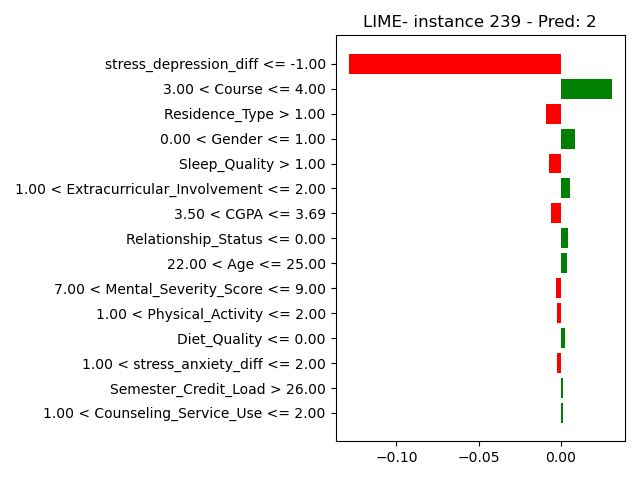 LIME- instance 239 - Pred: 2
stress_depression_diff <= -1.00
3.00 < Course <= 4.00
Residence_Type > 1.00
0.00 < Gender <= 1.00
Sleep_Quality > 1.00
1.00 < Extracurricular_Involvement <= 2.00
3.50 < CGPA <= 3.69
Relationship_Status <= 0.00
22.00 < Age <= 25.00
7.00 < Mental_Severity_Score <= 9.00
1.00 < Physical_Activity <= 2.00
Diet_Quality <= 0.00
1.00 < stress_anxiety_diff <= 2.00
Semester_Credit_Load > 26.00
1.00 < Counseling_Service_Use <= 2.00
−0.10 −0.05 0.00